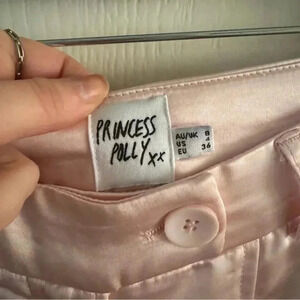 PRINCESS
POLLY xx
AU/UK 8
US 4
EU 36